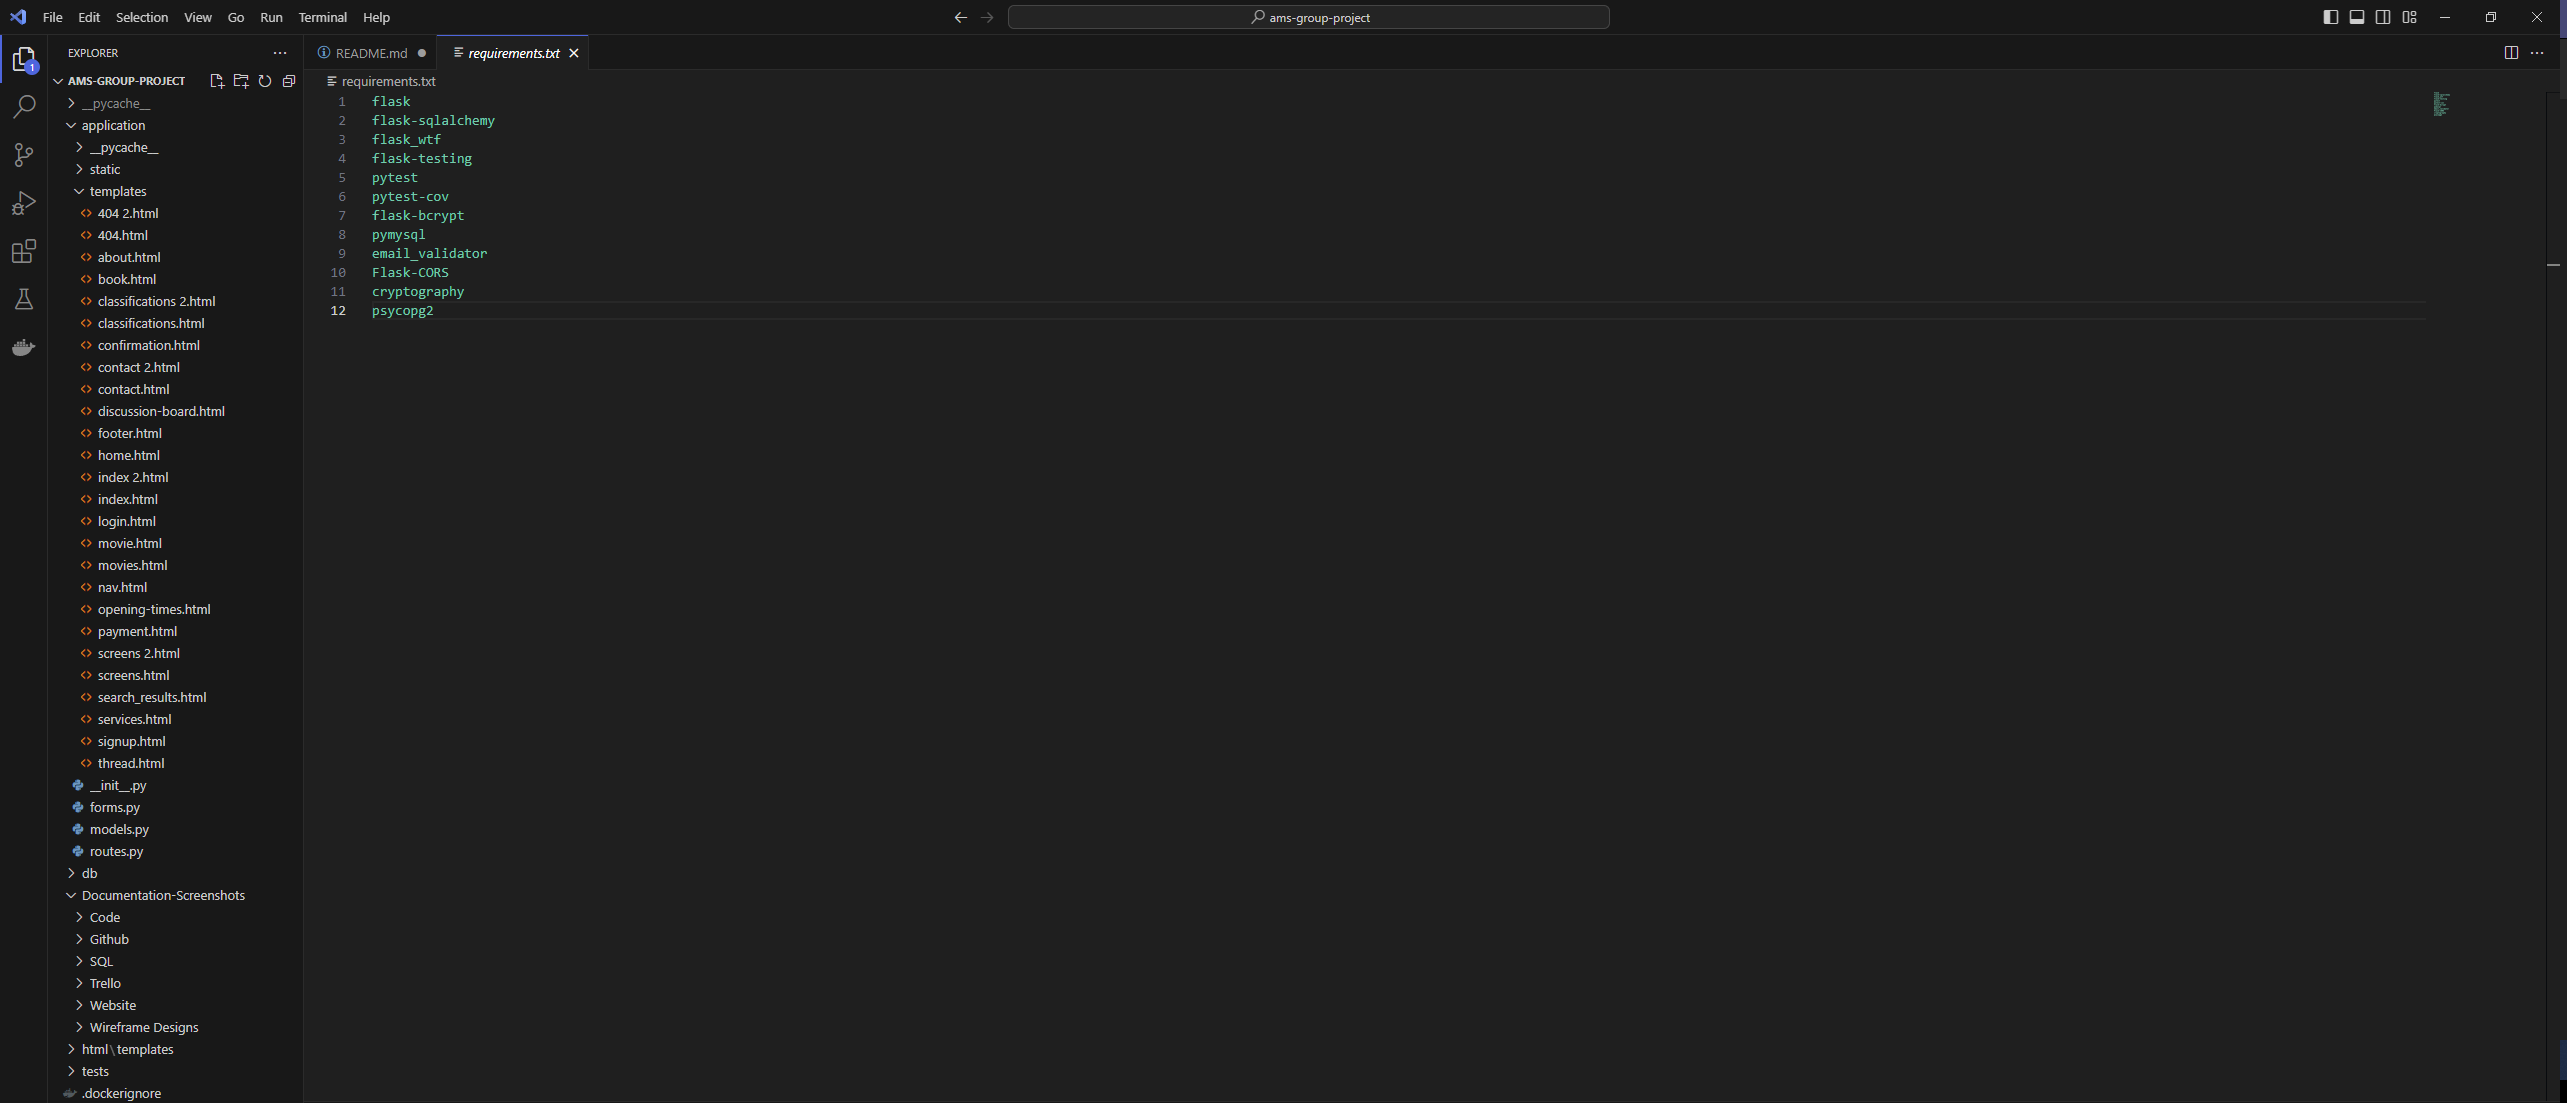 File Edit Selection View Go Run Terminal Help
ams-group-project
EXPLORER
README.md
requirements.txt
1
AMS-GROUP-PROJECT
requirements.txt
__pycache__
application
__pycache__
static
templates
404 2.html
404.html
about.html
book.html
classifications 2.html
classifications.html
confirmation.html
contact 2.html
contact.html
discussion-board.html
footer.html
home.html
index 2.html
index.html
login.html
movie.html
movies.html
nav.html
opening-times.html
payment.html
screens 2.html
screens.html
search_results.html
services.html
signup.html
thread.html
__init__.py
forms.py
models.py
routes.py
db
Documentation-Screenshots
Code
Github
SQL
Trello
Website
Wireframe Designs
html\templates
tests
.dockerignore
1 flask
2 flask-sqlalchemy
3 flask_wtf
4 flask-testing
5 pytest
6 pytest-cov
7 flask-bcrypt
8 pymysql
9 email_validator
10 Flask-CORS
11 cryptography
12 psycopg2